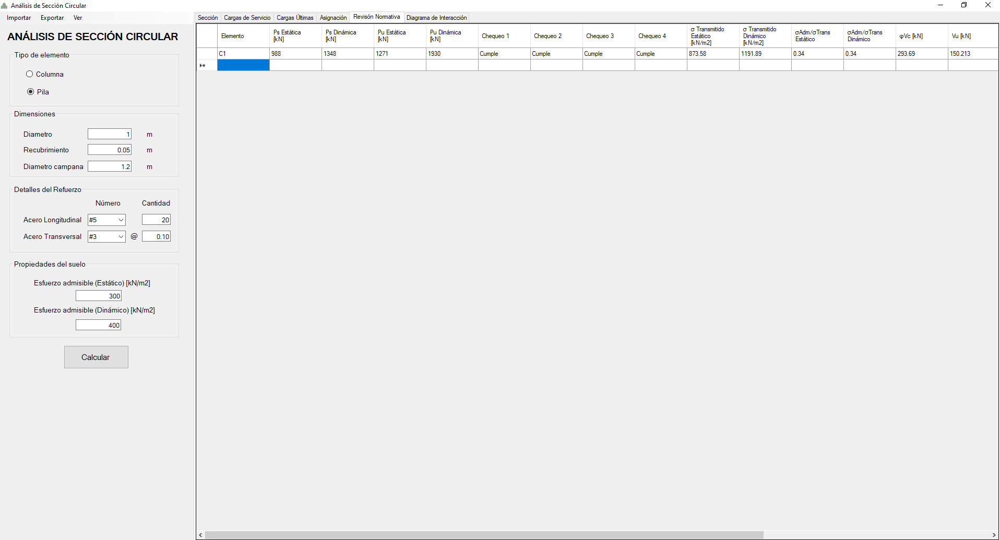 Análisis de Sección Circular
Importar Exportar Ver
ANÁLISIS DE SECCIÓN CIRCULAR
Tipo de elemento
Columna
Pila
Dimensiones
Diametro 1 m
Recubrimiento 0.05 m
Diametro campana 1.2 m
Detalles del Refuerzo
Número Cantidad
Acero Longitudinal #5 20
Acero Transversal #3 @ 0.10
Propiedades del suelo
Esfuerzo admisible (Estático) [kN/m2]
300
Esfuerzo admisible (Dinámico) [kN/m2]
400
Calcular
Sección Cargas de Servicio Cargas Últimas Asignación Revisón Normativa Diagrama de Interacción
Elemento Ps Estática [kN] Ps Dinámica [kN] Pu Estática [kN] Pu Dinámica [kN] Chequeo 1 Chequeo 2 Chequeo 3 Chequeo 4 σ Transmitido Estático [kN/m2] σ Transmitido Dinámico [kN/m2] σAdm/σTrans Estático σAdm/σTrans Dinámico φVc [kN] Vu [kN]
C1 988 1348 1271 1930 Cumple Cumple Cumple Cumple 873.58 1191.89 0.34 0.34 293.69 150.213